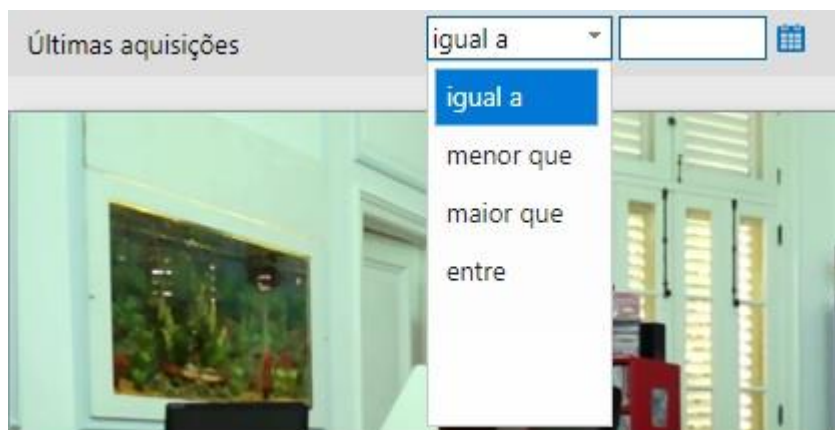 Últimas aquisições
igual a
igual a
menor que
maior que
entre